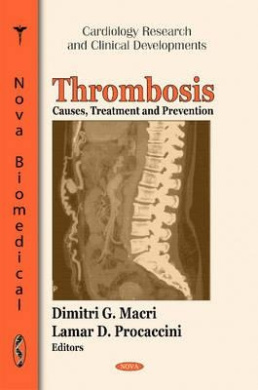 Cardiology Research
and Clinical Developments
Nova Biomedical
Thrombosis
Causes, Treatment and Prevention
Dimitri G. Macri
Lamar D. Procaccini
Editors
NOVA